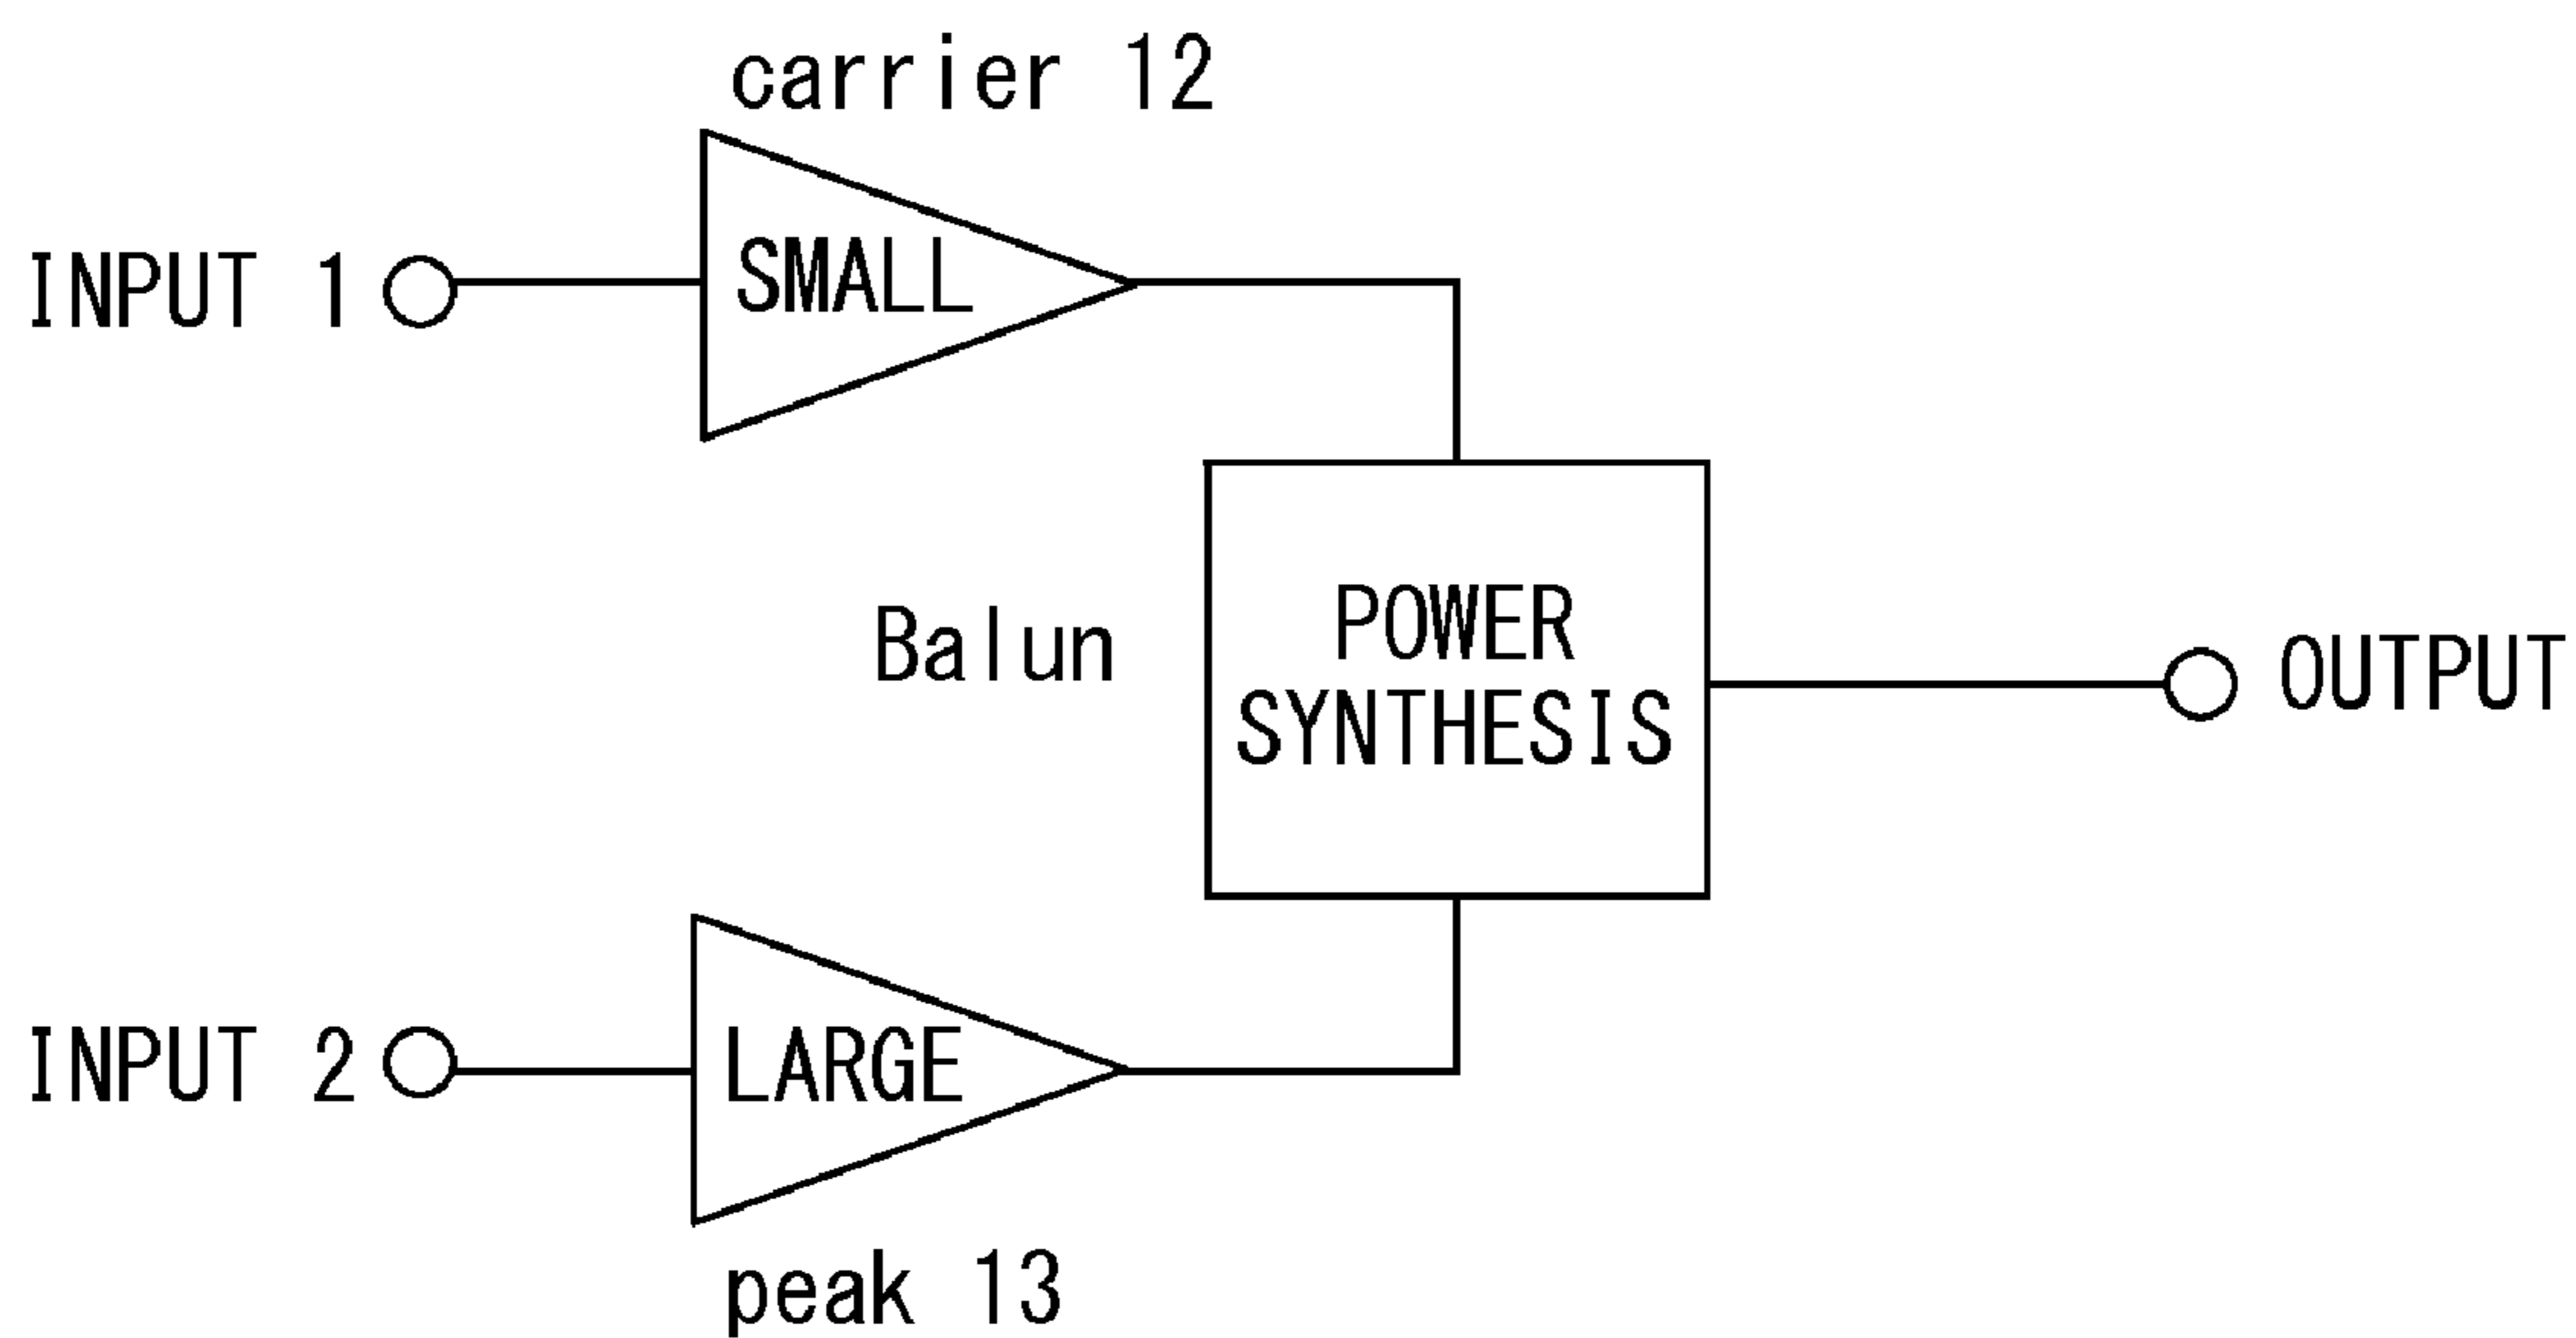 carrier 12
INPUT 1
SMALL
Balun
POWER
SYNTHESIS
OUTPUT
INPUT 2
LARGE
peak 13